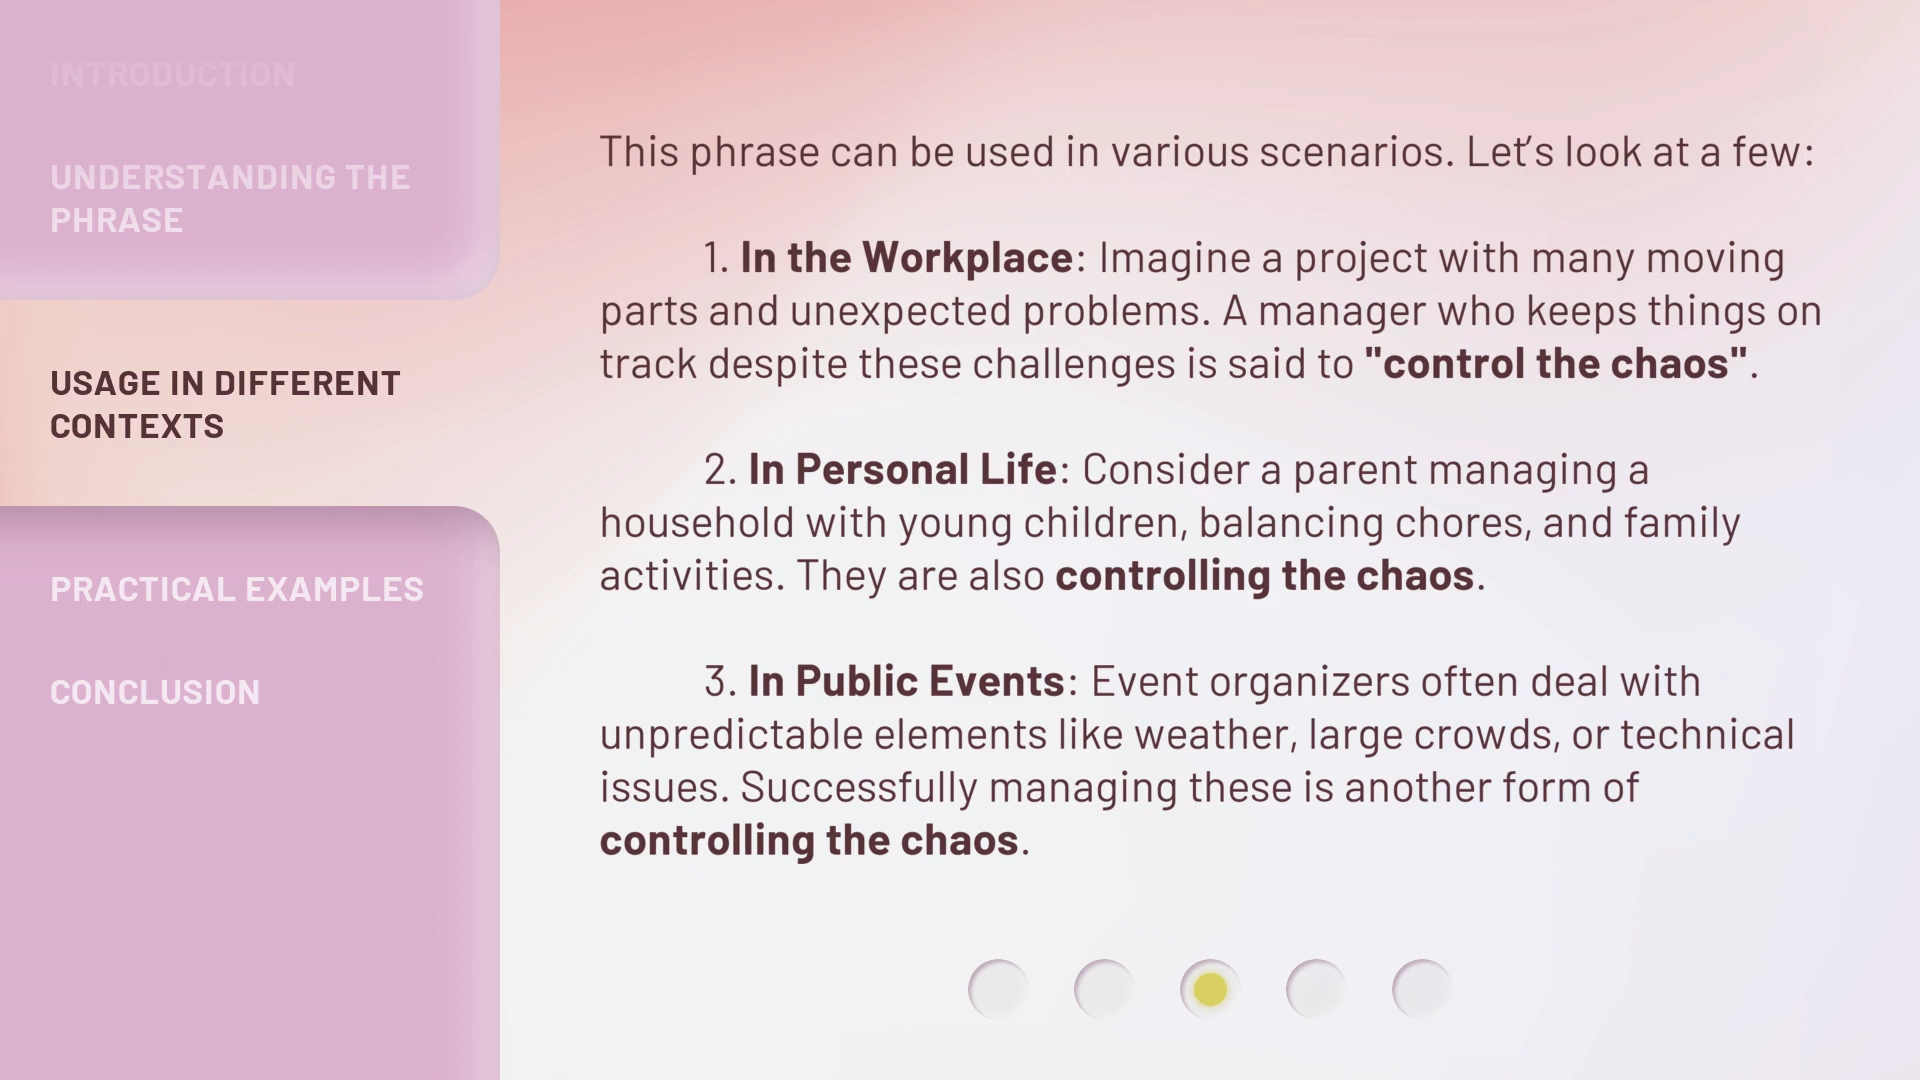 INTRODUCTION
UNDERSTANDING THE
PHRASE
USAGE IN DIFFERENT
CONTEXTS
PRACTICAL EXAMPLES
CONCLUSION
This phrase can be used in various scenarios. Let’s look at a few:
1. In the Workplace: Imagine a project with many moving
parts and unexpected problems. A manager who keeps things on
track despite these challenges is said to "control the chaos".
2. In Personal Life: Consider a parent managing a
household with young children, balancing chores, and family
activities. They are also controlling the chaos.
3. In Public Events: Event organizers often deal with
unpredictable elements like weather, large crowds, or technical
issues. Successfully managing these is another form of
controlling the chaos.